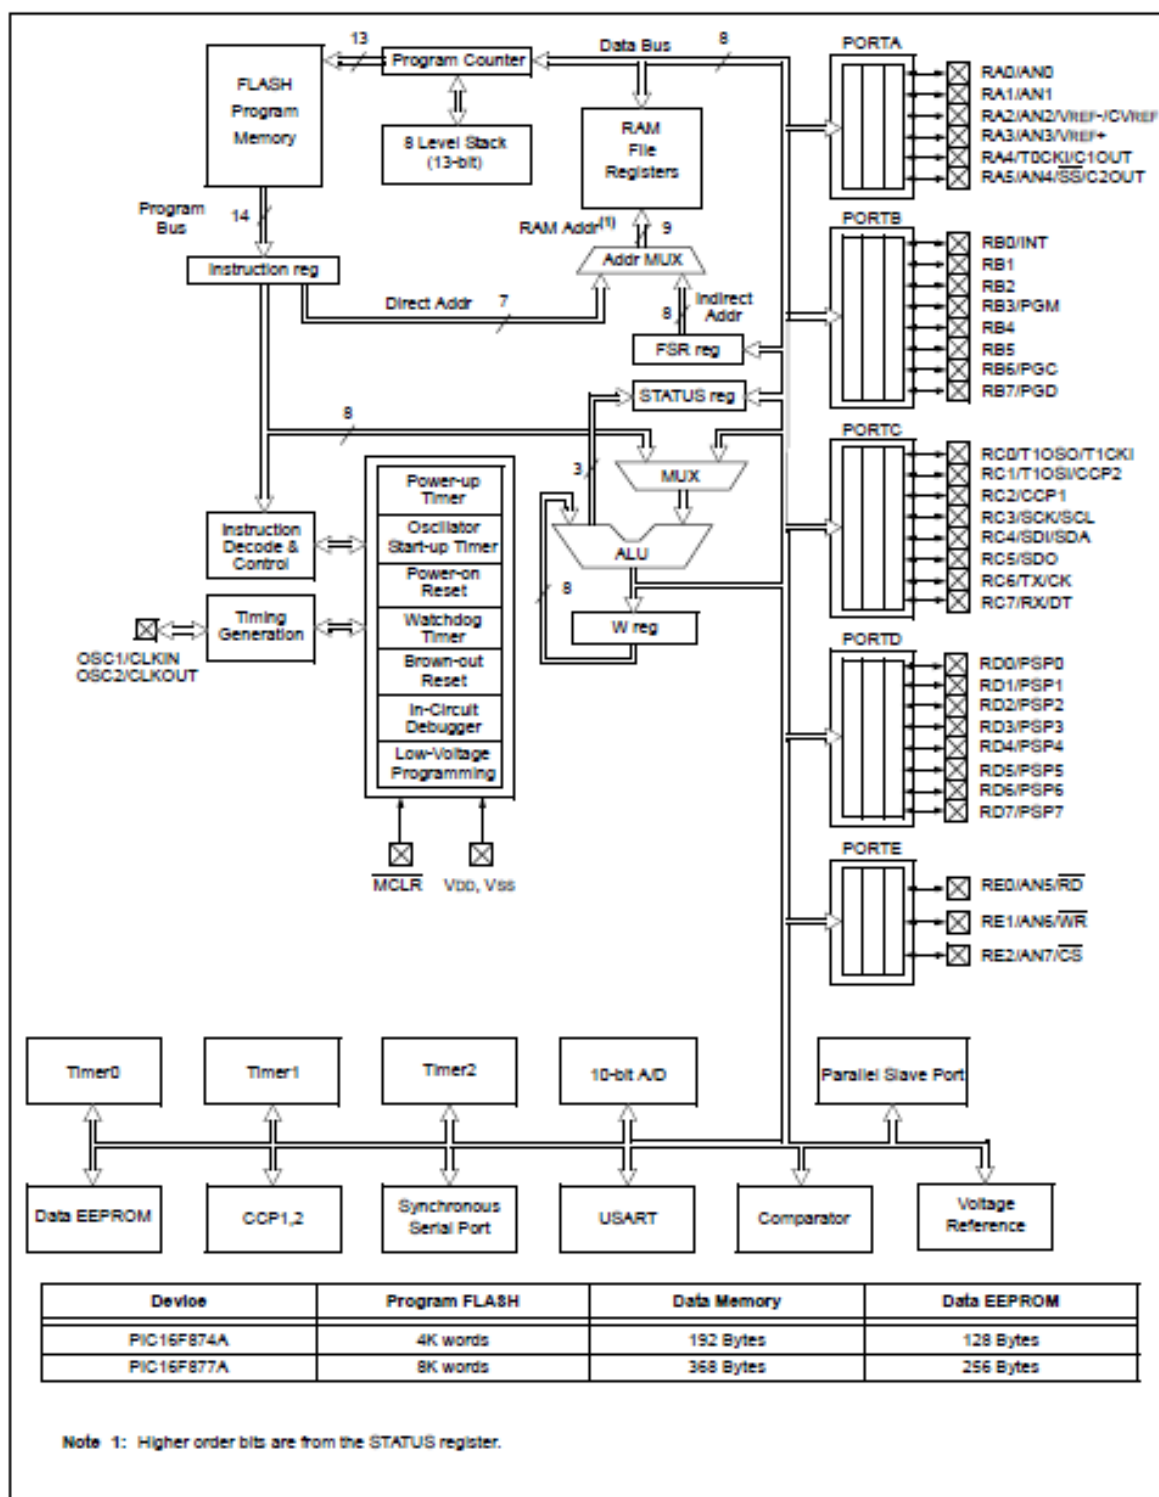 13
Data Bus
8
PORTA
Program Counter
FLASH
Program
Memory
8 Level Stack
(13-bit)
RAM
File
Registers
RA0/AN0
RA1/AN1
RA2/AN2/VREF-/CVREF
RA3/AN3/VREF+
RA4/T0CKI/C1OUT
RA5/AN4/SS/C2OUT
Program
Bus
14
RAM Addr(1)
9
PORTB
Addr MUX
Instruction reg
Direct Addr
7
8
Indirect
Addr
FSR reg
STATUS reg
RB0/INT
RB1
RB2
RB3/PGM
RB4
RB5
RB6/PGC
RB7/PGD
8
PORTC
3
MUX
ALU
8
W reg
RC0/T1OSO/T1CKI
RC1/T1OSI/CCP2
RC2/CCP1
RC3/SCK/SCL
RC4/SDI/SDA
RC5/SDO
RC6/TX/CK
RC7/RX/DT
Power-up
Timer
Oscillator
Start-up Timer
Power-on
Reset
Watchdog
Timer
Brown-out
Reset
In-Circuit
Debugger
Low-Voltage
Programming
Instruction
Decode &
Control
Timing
Generation
OSC1/CLKIN
OSC2/CLKOUT
MCLR
VDD, VSS
PORTD
RD0/PSP0
RD1/PSP1
RD2/PSP2
RD3/PSP3
RD4/PSP4
RD5/PSP5
RD6/PSP6
RD7/PSP7
PORTE
RE0/AN5/RD
RE1/AN6/WR
RE2/AN7/CS
Timer0
Timer1
Timer2
10-bit A/D
Parallel Slave Port
Data EEPROM
CCP1,2
Synchronous
Serial Port
USART
Comparator
Voltage
Reference
Device Program FLASH Data Memory Data EEPROM
PIC16F874A 4K words 192 Bytes 128 Bytes
PIC16F877A 8K words 368 Bytes 256 Bytes
Note 1: Higher order bits are from the STATUS register.